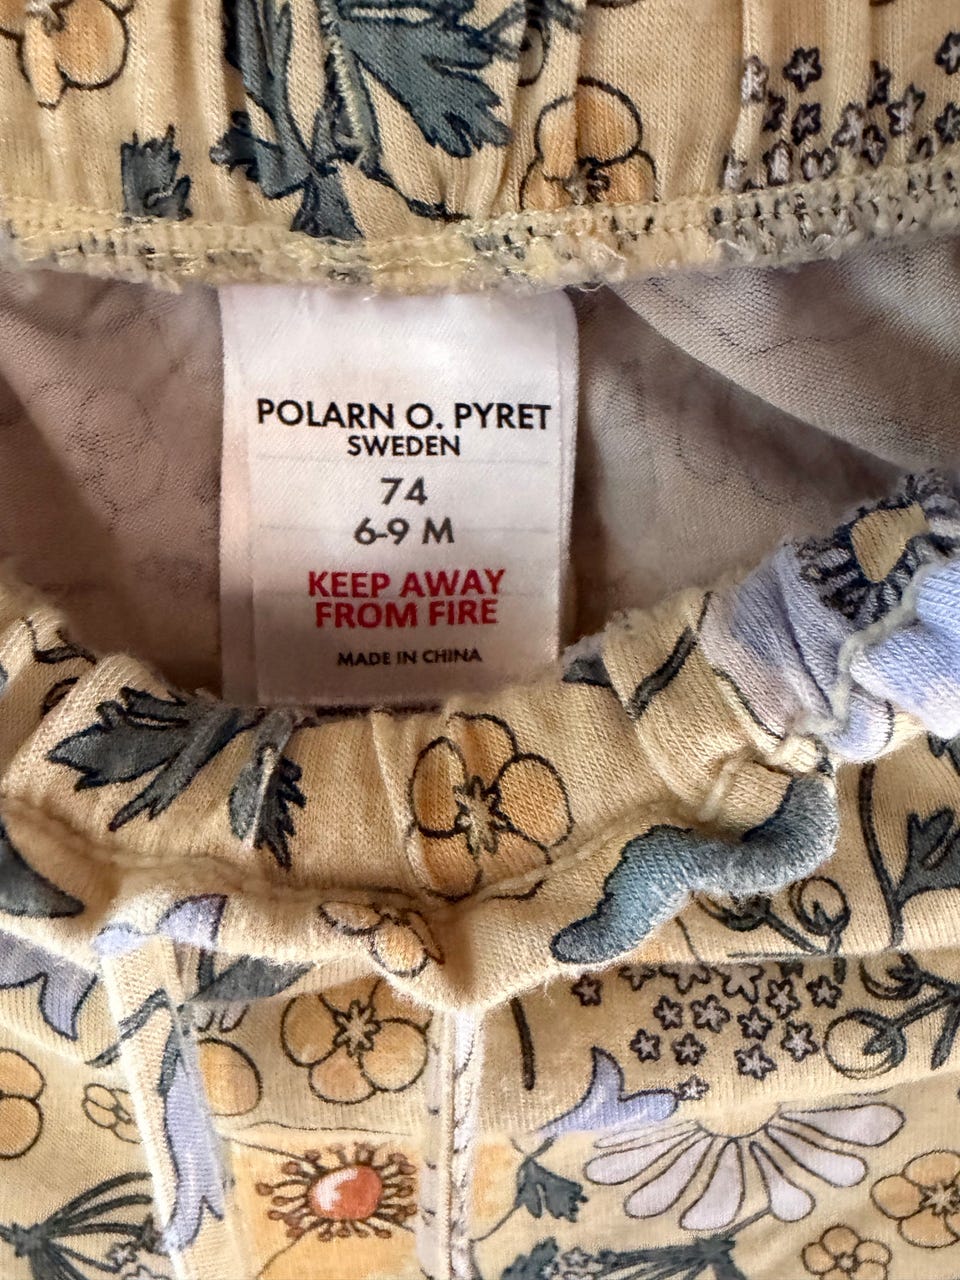 POLARN O. PYRET
SWEDEN
74
6-9 M
KEEP AWAY
FROM FIRE
MADE IN CHINA